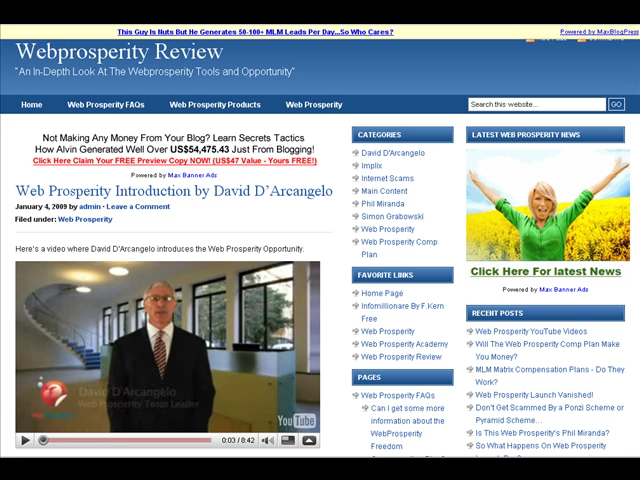 This Guy Is Nuts But He Generates 50-100+ MLM Leads Per Day...So Who Cares?
Powered by MaxBlogPress
Webprosperity Review
"An In-Depth Look At The Webprosperity Tools and Opportunity"
Home
Web Prosperity FAQs
Web Prosperity Products
Web Prosperity
Search this website...
GO
Not Making Any Money From Your Blog? Learn Secrets Tactics
How Alvin Generated Well Over US$54,475.43 Just From Blogging!
Click Here Claim Your FREE Preview Copy NOW! (US$47 Value - Yours FREE!)
Powered by Max Banner Ads
Web Prosperity Introduction by David D'Arcangelo
January 4, 2009 by admin · Leave a Comment
Filed under: Web Prosperity
Here's a video where David D'Arcangelo introduces the Web Prosperity Opportunity.
David D'Arcangelo
Web Prosperity Team Leader
YouTube
0:03 / 8:42
CATEGORIES
David D'Arcangelo
Implix
Internet Scams
Main Content
Phil Miranda
Simon Grabowski
Web Prosperity
Web Prosperity Comp
Plan
FAVORITE LINKS
Home Page
Infomillionare By F.Kern
Free
Web Prosperity
Web Prosperity Academy
Web Prosperity Review
PAGES
Web Prosperity FAQs
Can I get some more
information about the
WebProsperity
Freedom
LATEST WEB PROSPERITY NEWS
Click Here For latest News
Powered by Max Banner Ads
RECENT POSTS
Web Prosperity YouTube Videos
Will The Web Prosperity Comp Plan Make
You Money?
MLM Matrix Compensation Plans - Do They
Work?
Web Prosperity Launch Vanished!
Don't Get Scammed By a Ponzi Scheme or
Pyramid Scheme...
Is This Web Prosperity's Phil Miranda?
So What Happens On Web Prosperity